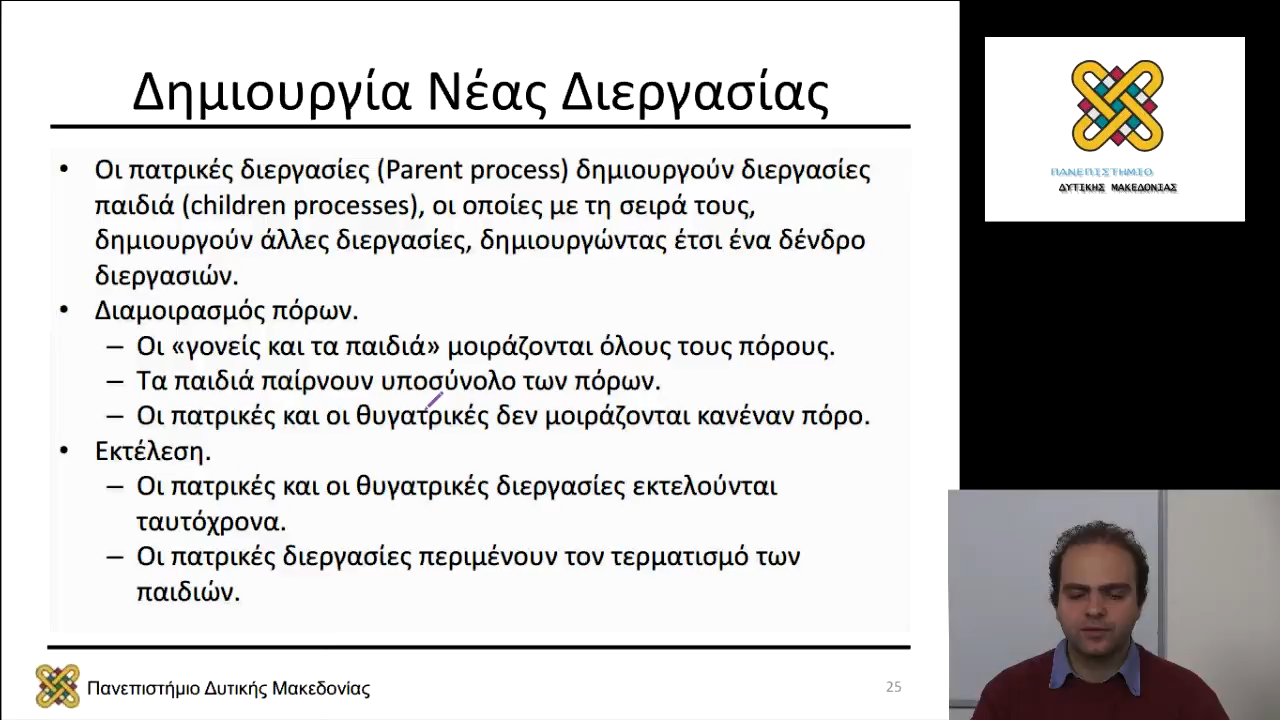 Δημιουργία Νέας Διεργασίας
• Οι πατρικές διεργασίες (Parent process) δημιουργούν διεργασίες
παιδιά (children processes), οι οποίες με τη σειρά τους,
δημιουργούν άλλες διεργασίες, δημιουργώντας έτσι ένα δένδρο
διεργασιών.
• Διαμοιρασμός πόρων.
– Οι «γονείς και τα παιδιά» μοιράζονται όλους τους πόρους.
– Τα παιδιά παίρνουν υποσύνολο των πόρων.
– Οι πατρικές και οι θυγατρικές δεν μοιράζονται κανέναν πόρο.
• Εκτέλεση.
– Οι πατρικές και οι θυγατρικές διεργασίες εκτελούνται
ταυτόχρονα.
– Οι πατρικές διεργασίες περιμένουν τον τερματισμό των
παιδιών.
Πανεπιστήμιο Δυτικής Μακεδονίας
25
ΠΑΝΕΠΙΣΤΗΜΙΟ
ΔΥΤΙΚΗΣ ΜΑΚΕΔΟΝΙΑΣ